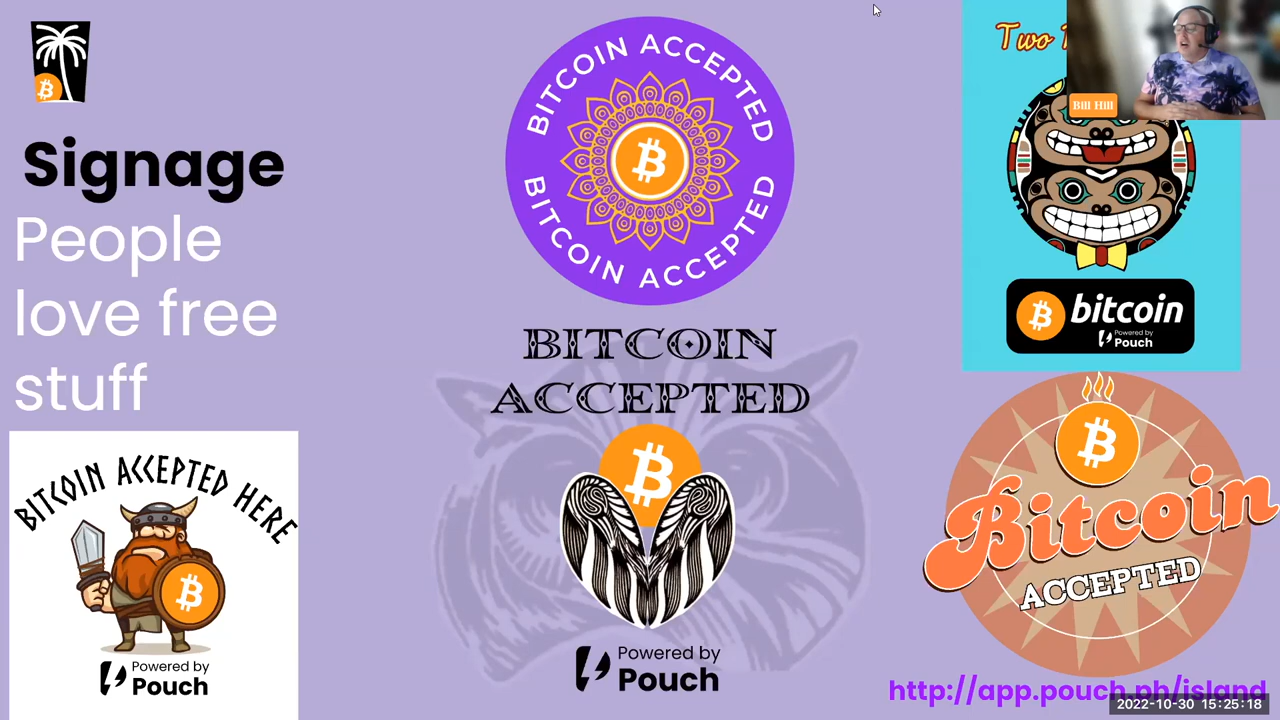 Signage
People
love free
stuff
BITCOIN ACCEPTED HERE
Powered by
Pouch
BITCOIN ACCEPTED
BITCOIN ACCEPTED
BITCOIN
ACCEPTED
Powered by
Pouch
Two
Bill Hill
bitcoin
Powered by
Pouch
Bitcoin
ACCEPTED
http://app.pouch.ph/island
2022-10-30 15:25:18